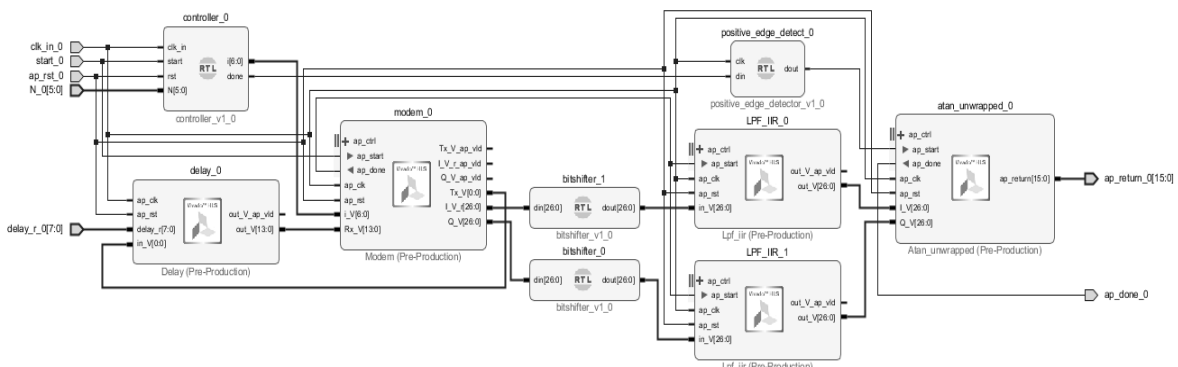 controller_0
clk_in_0
start_0
ap_rst_0
N_0[5:0]
clk_in
start
rst
N[5:0]
RTL
i[6:0]
done
controller_v1_0
positive_edge_detect_0
clk
din
RTL
dout
positive_edge_detector_v1_0
modem_0
ap_ctrl
ap_start
ap_done
ap_clk
ap_rst
i_V[6:0]
Rx_V[13:0]
Tx_V_ap_vld
I_V_r_ap_vld
Q_V_ap_vld
Tx_V[0:0]
I_V_r[26:0]
Q_V[26:0]
Modem (Pre-Production)
delay_0
delay_r_0[7:0]
ap_clk
ap_rst
delay_r[7:0]
in_V[0:0]
out_V_ap_vld
out_V[13:0]
Delay (Pre-Production)
bitshifter_1
din[26:0]
RTL
dout[26:0]
bitshifter_v1_0
bitshifter_0
din[26:0]
RTL
dout[26:0]
bitshifter_v1_0
LPF_IIR_0
ap_ctrl
ap_start
ap_clk
ap_rst
in_V[26:0]
out_V_ap_vld
out_V[26:0]
Lpf_iir (Pre-Production)
LPF_IIR_1
ap_ctrl
ap_start
ap_clk
ap_rst
in_V[26:0]
out_V_ap_vld
out_V[26:0]
Lpf_iir (Pre-Production)
atan_unwrapped_0
ap_ctrl
ap_start
ap_done
ap_clk
ap_rst
I_V[26:0]
Q_V[26:0]
ap_return[15:0]
Atan_unwrapped (Pre-Production)
ap_return_0[15:0]
ap_done_0